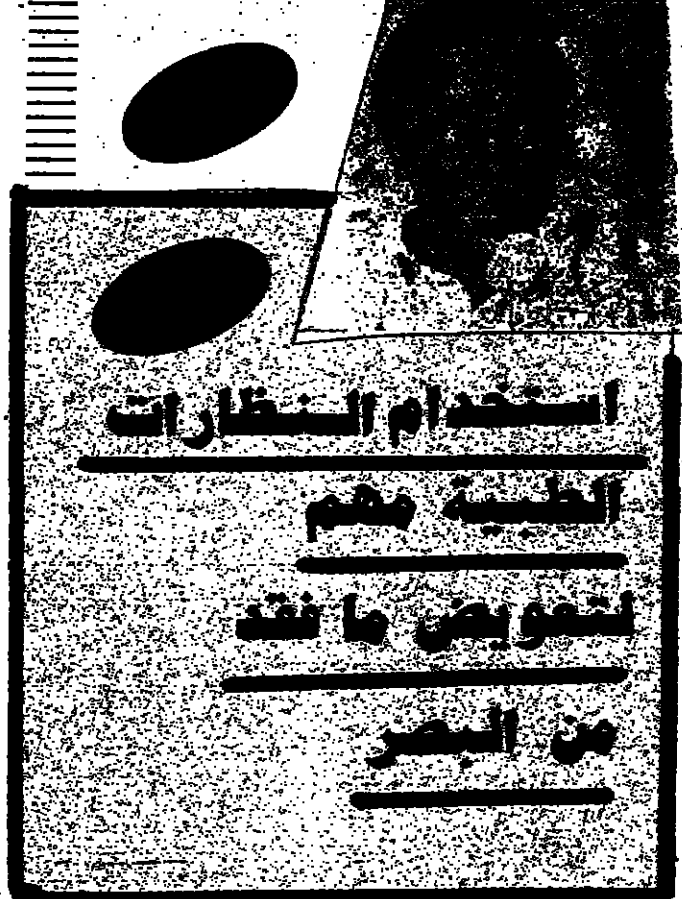 استخدام النظارات
الطبية مهم
لتعويض ما فقد
من البصر